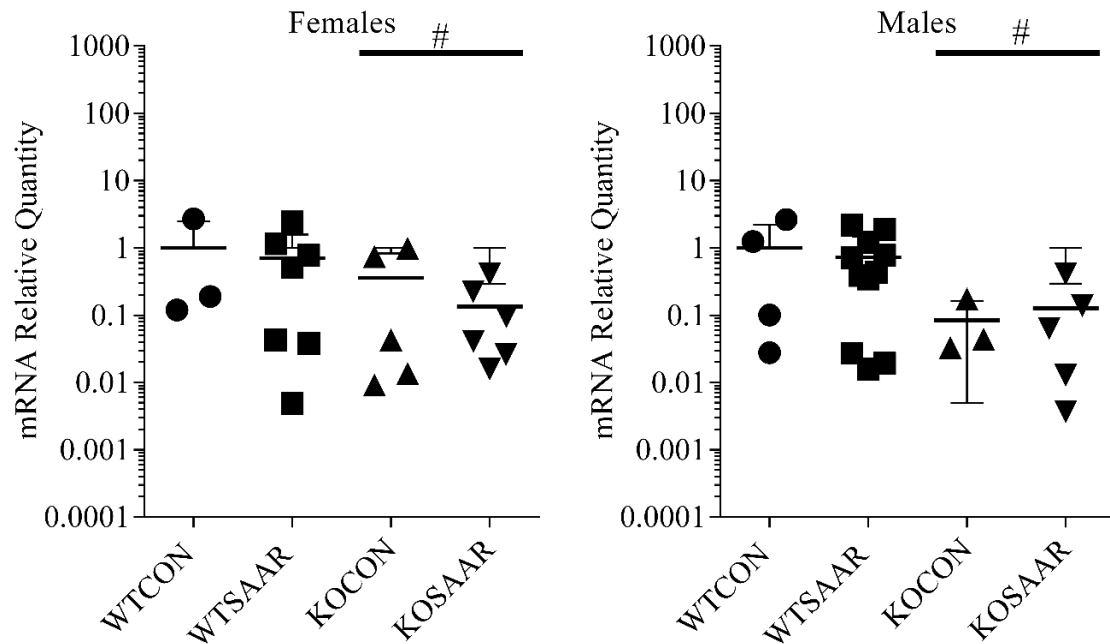 Females
#
mRNA Relative Quantity
1000
100
10
1
0.1
0.01
0.001
0.0001
WTCON
WTSAAR
KOCON
KOSAAR
Males
#
mRNA Relative Quantity
1000
100
10
1
0.1
0.01
0.001
0.0001
WTCON
WTSAAR
KOCON
KOSAAR